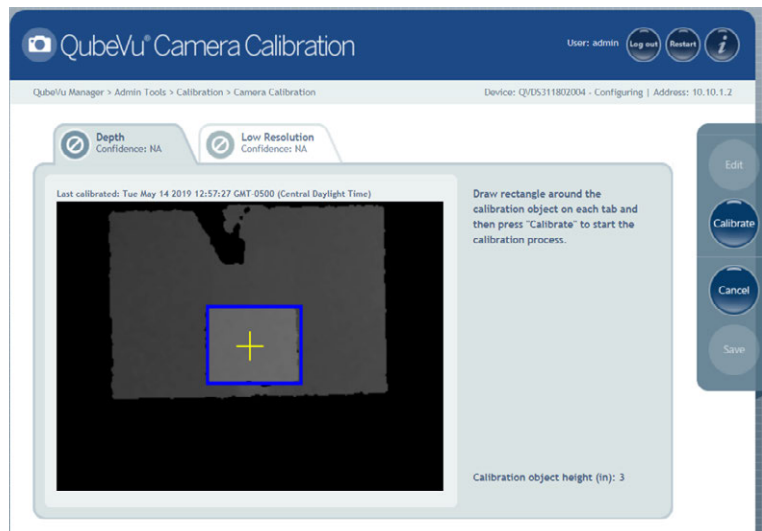 QubeVu® Camera Calibration
User: admin
Log out
Restart
i
QubeVu Manager > Admin Tools > Calibration > Camera Calibration
Device: QVDS311802004 - Configuring | Address: 10.10.1.2
Depth
Confidence: NA
Low Resolution
Confidence: NA
Edit
Calibrate
Cancel
Save
Last calibrated: Tue May 14 2019 12:57:27 GMT-0500 (Central Daylight Time)
Draw rectangle around the
calibration object on each tab and
then press "Calibrate" to start the
calibration process.
Calibration object height (in): 3